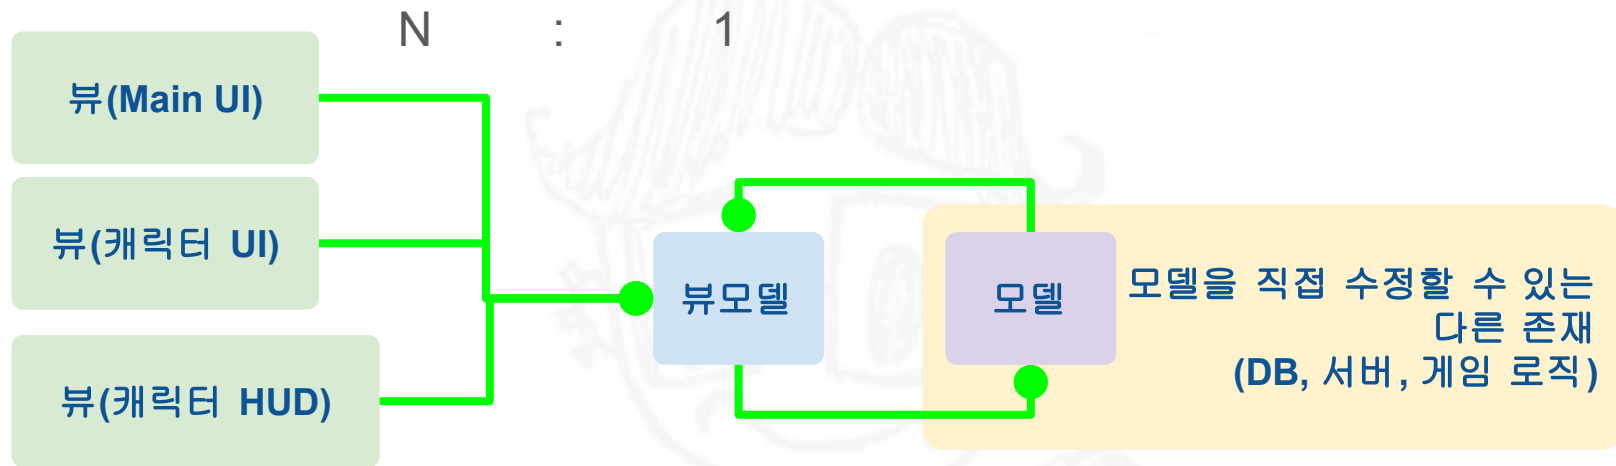 N : 1
뷰(Main UI)
뷰(캐릭터 UI)
뷰(캐릭터 HUD)
뷰모델
모델
모델을 직접 수정할 수 있는
다른 존재
(DB, 서버, 게임 로직)